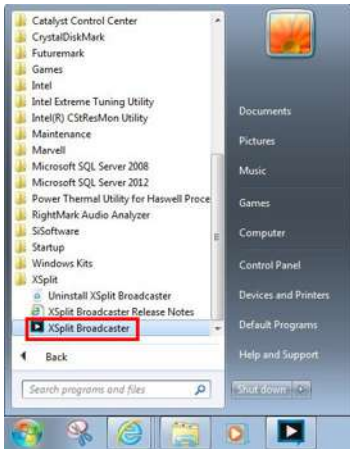 Catalyst Control Center
CrystalDiskMark
Futuremark
Games
Intel
Intel Extreme Tuning Utility
Intel(R) CStResMon Utility
Maintenance
Marvell
Microsoft SQL Server 2008
Microsoft SQL Server 2012
Power Thermal Utility for Haswell Proce
RightMark Audio Analyzer
SiSoftware
Startup
Windows Kits
XSplit
Uninstall XSplit Broadcaster
XSplit Broadcaster Release Notes
XSplit Broadcaster
Back
Search programs and files
Documents
Pictures
Music
Games
Computer
Control Panel
Devices and Printers
Default Programs
Help and Support
Shut down